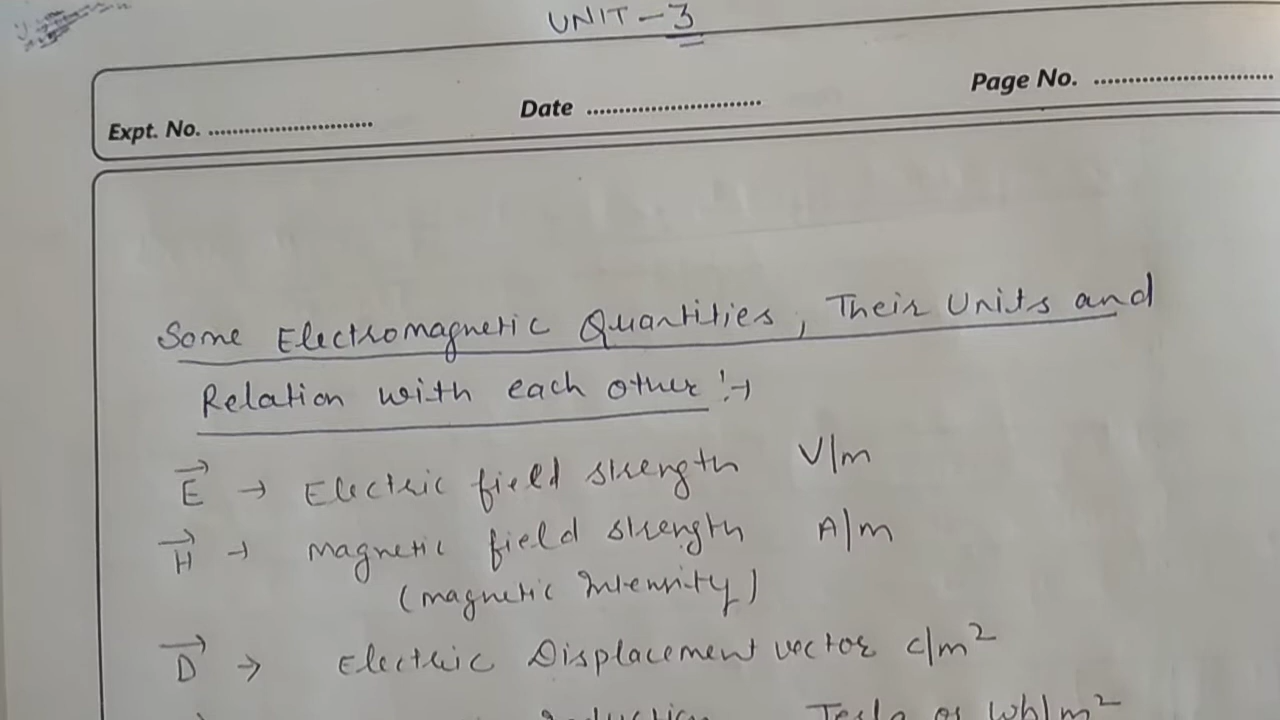 UNIT-3
Expt. No. ..............................
Date ..............................
Page No. ..............................
Some Electromagnetic Quantities, Their Units and
Relation with each other :→
E → Electric field strength V/m
H → Magnetic field strength A/m
(magnetic Intensity)
D → Electric Displacement vector c/m²
Tesla or Wb/m²